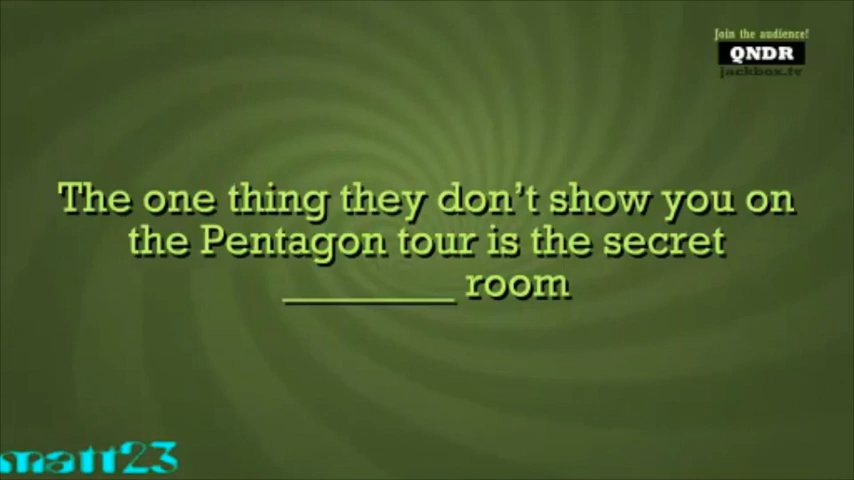 Join the audience!
QNDR
jackbox.tv
The one thing they don't show you on
the Pentagon tour is the secret
________ room
matt23